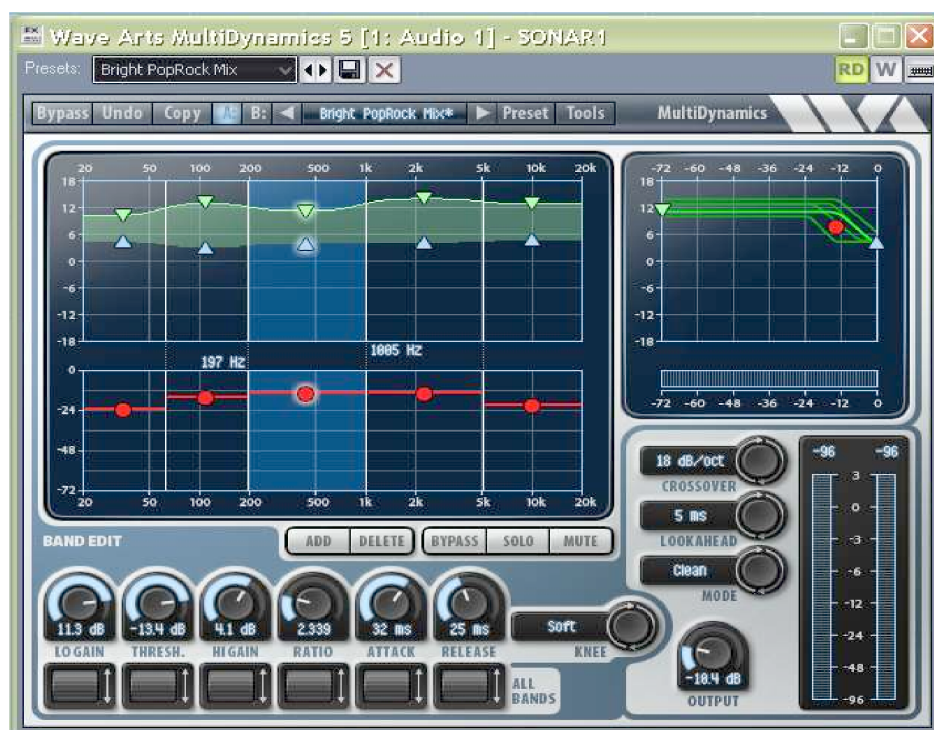 Wave Arts MultiDynamics 5 [1: Audio 1] - SONAR1
Presets: Bright PopRock Mix RD W
Bypass Undo Copy AB B: Bright PopRock Mix* Preset Tools MultiDynamics
20 50 100 200 500 1k 2k 5k 10k 20k
18
12
6
0
-6
-12
-18
197 Hz 1005 Hz
0
-24
-48
-72
20 50 100 200 500 1k 2k 5k 10k 20k
-72 -60 -48 -36 -24 -12 0
18
12
6
0
-6
-12
-18
-72 -60 -48 -36 -24 -12 0
BAND EDIT ADD DELETE BYPASS SOLO MUTE
11.3 dB -13.4 dB 4.1 dB 2.339 32 ms 25 ms Soft
LO GAIN THRESH. HI GAIN RATIO ATTACK RELEASE KNEE
ALL
BANDS
18 dB/oct
CROSSOVER
5 ms
LOOKAHEAD
Clean
MODE
-10.4 dB
OUTPUT
-96 -96
3
0
-3
-6
-12
-24
-48
-96